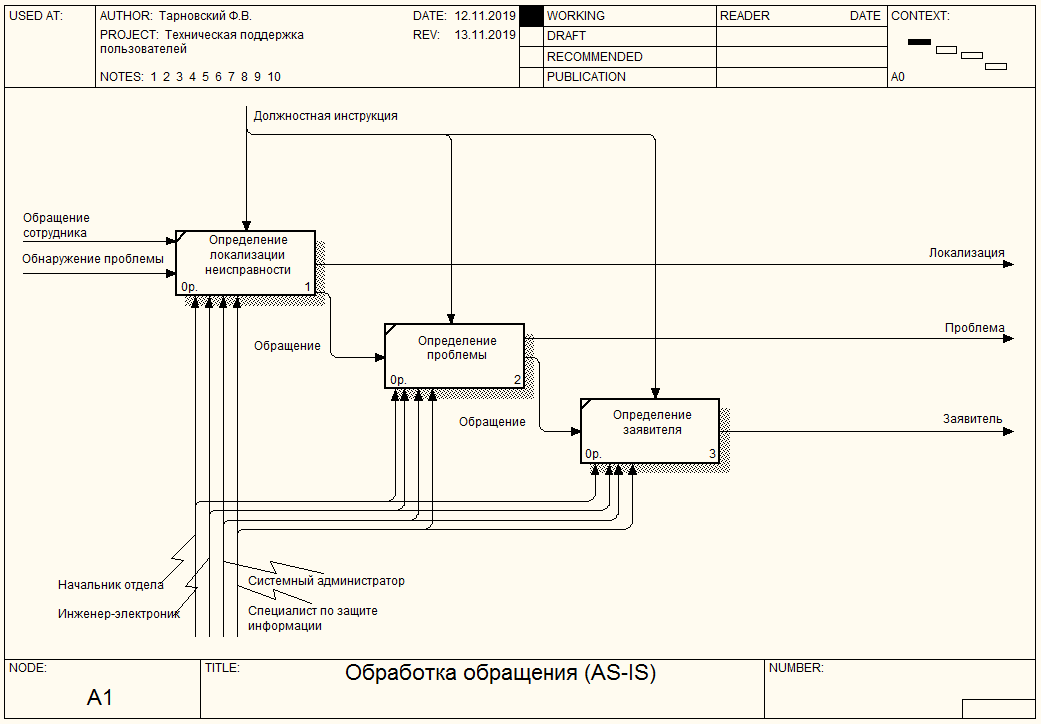 USED AT:
AUTHOR: Тарновский Ф.В.
DATE: 12.11.2019
PROJECT: Техническая поддержка
пользователей
REV: 13.11.2019
NOTES: 1 2 3 4 5 6 7 8 9 10
WORKING
DRAFT
RECOMMENDED
PUBLICATION
READER
DATE
CONTEXT:
A0
Должностная инструкция
Обращение
сотрудника
Обнаружение проблемы
Определение
локализации
неисправности
0р.
1
Локализация
Обращение
Определение
проблемы
0р.
2
Проблема
Обращение
Определение
заявителя
0р.
3
Заявитель
Начальник отдела
Инженер-электроник
Системный администратор
Специалист по защите
информации
NODE:
A1
TITLE:
Обработка обращения (AS-IS)
NUMBER: